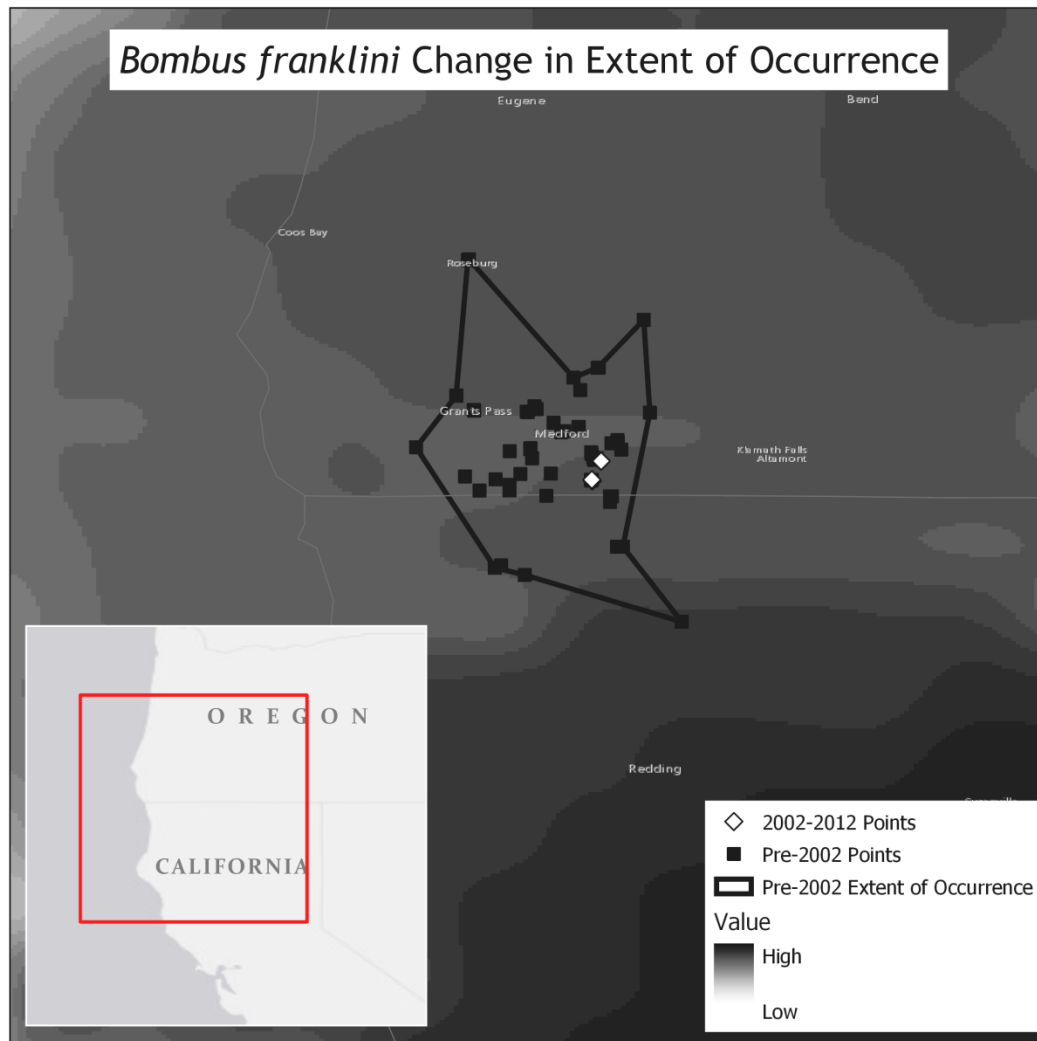 Bombus franklini Change in Extent of Occurrence
Eugene
Bend
Coos Bay
Roseburg
Grants Pass
Medford
Klamath Falls
Altamont
OREGON
CALIFORNIA
Redding
2002-2012 Points
Pre-2002 Points
Pre-2002 Extent of Occurrence
Value
High
Low